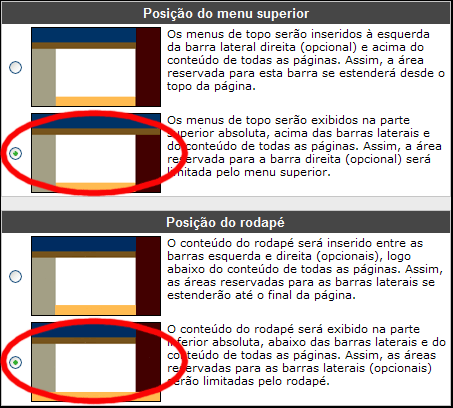 Posição do menu superior
Os menus de topo serão inseridos à esquerda
da barra lateral direita (opcional) e acima do
conteúdo de todas as páginas. Assim, a área
reservada para esta barra se estenderá desde o
topo da página.
Os menus de topo serão exibidos na parte
superior absoluta, acima das barras laterais e
do conteúdo de todas as páginas. Assim, a área
reservada para a barra direita (opcional) será
limitada pelo menu superior.
Posição do rodapé
O conteúdo do rodapé será inserido entre as
barras esquerda e direita (opcionais), logo
abaixo do conteúdo de todas as páginas. Assim,
as áreas reservadas para as barras laterais se
estenderão até o final da página.
O conteúdo do rodapé será exibido na parte
inferior absoluta, abaixo das barras laterais e do
conteúdo de todas as páginas. Assim, as áreas
reservadas para as barras laterais (opcionais)
serão limitadas pelo rodapé.